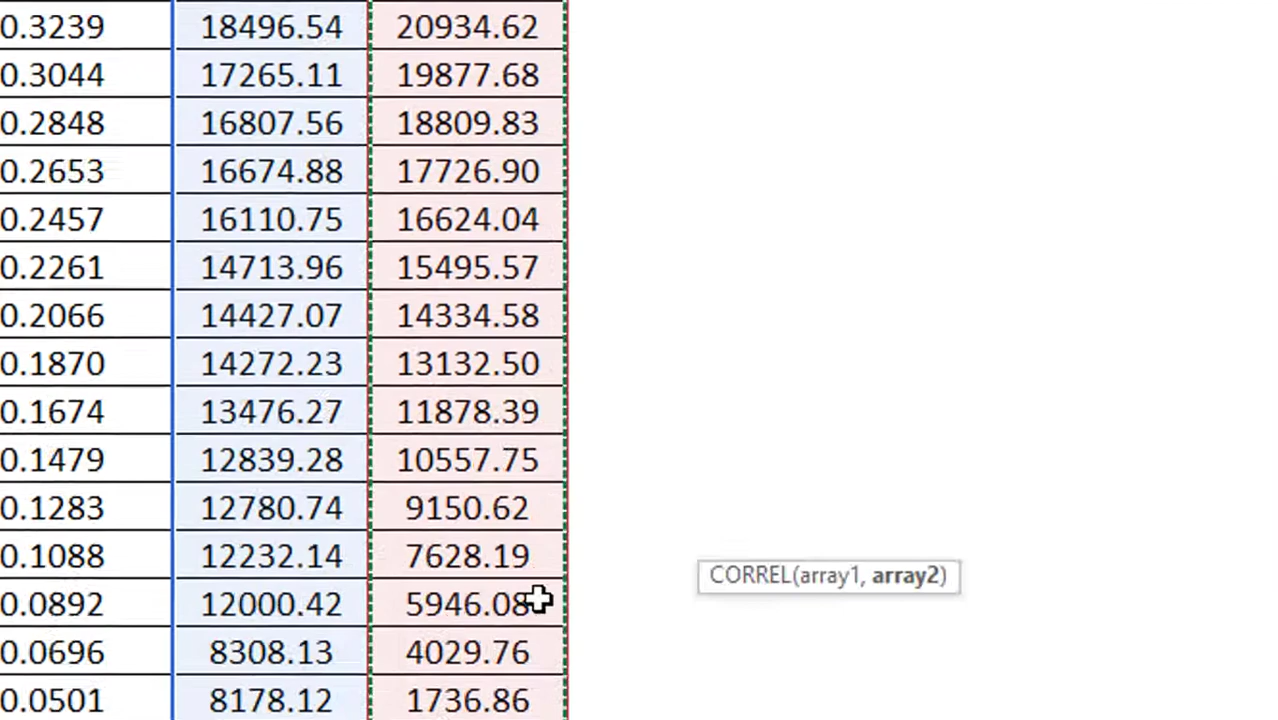 0.3239 18496.54 20934.62
0.3044 17265.11 19877.68
0.2848 16807.56 18809.83
0.2653 16674.88 17726.90
0.2457 16110.75 16624.04
0.2261 14713.96 15495.57
0.2066 14427.07 14334.58
0.1870 14272.23 13132.50
0.1674 13476.27 11878.39
0.1479 12839.28 10557.75
0.1283 12780.74 9150.62
0.1088 12232.14 7628.19
CORREL(array1, array2)
0.0892 12000.42 5946.08
0.0696 8308.13 4029.76
0.0501 8178.12 1736.86